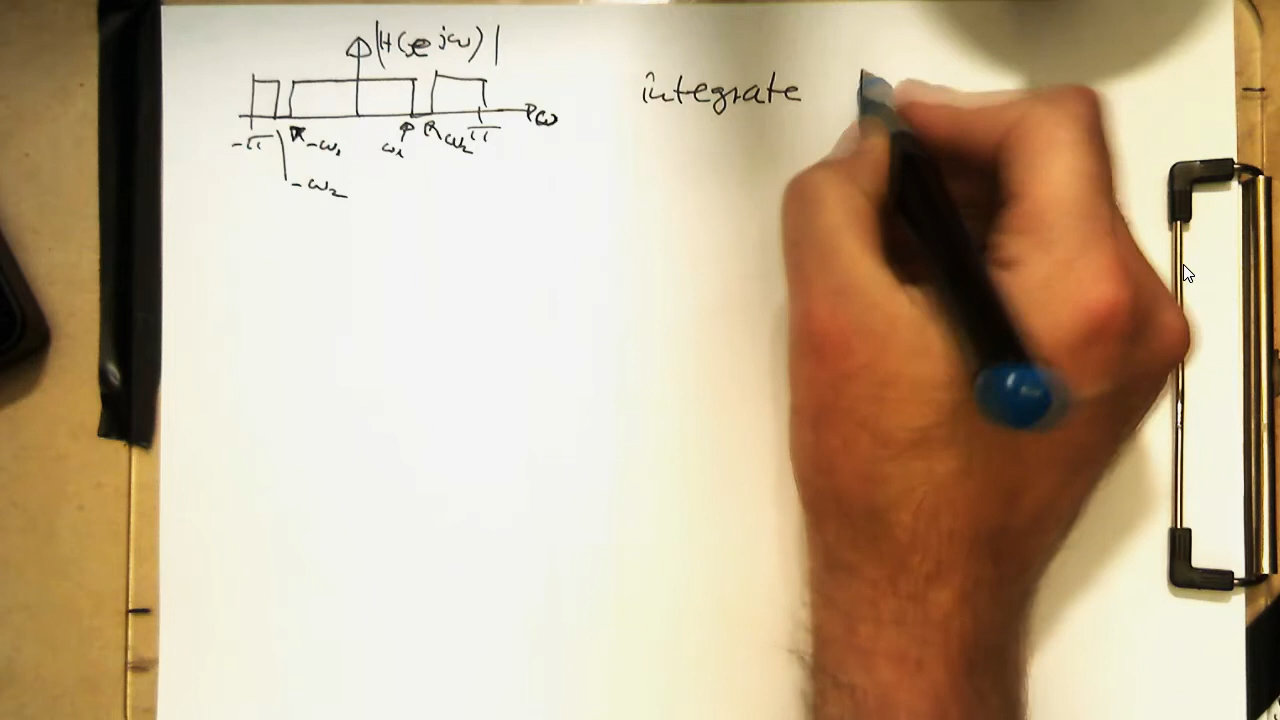 |H(e^jω)|
integrate
ω
-π -ω₁ ω₁ ω₂ π
-ω₂